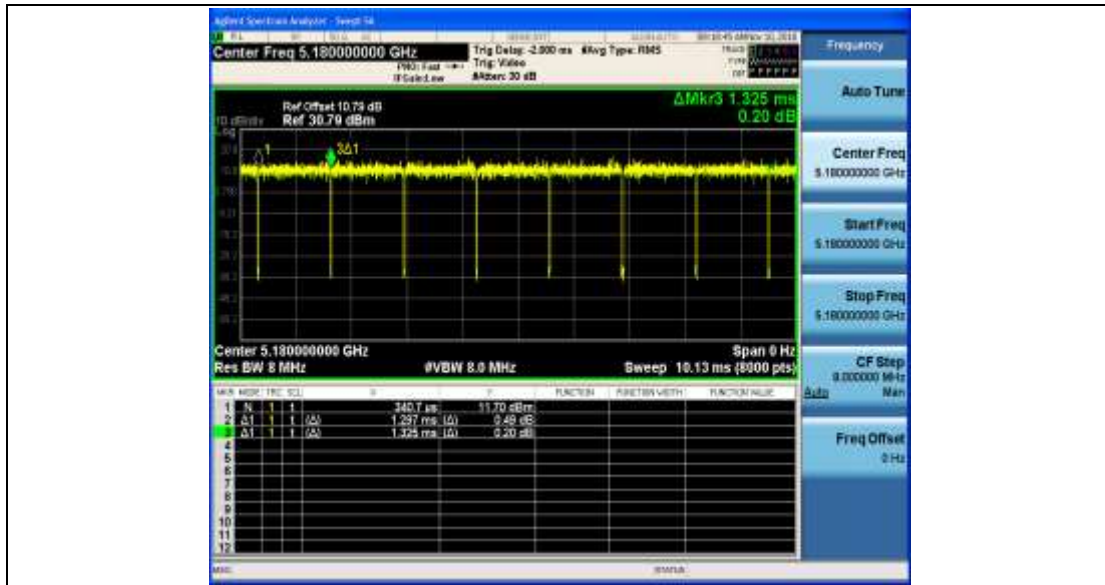 Agilent Spectrum Analyzer - Swept SA
Center Freq 5.180000000 GHz
PNO: Fast
IFGain:Low
Trig Delay: -2.000 ms
Trig: Video
#Atten: 30 dB
#Avg Type: RMS
Frequency
Auto Tune
Center Freq
5.180000000 GHz
Start Freq
5.180000000 GHz
Stop Freq
5.180000000 GHz
CF Step
8.000000 MHz
Auto Man
Freq Offset
0 Hz
ΔMkr3 1.325 ms
0.20 dB
Ref Offset 10.79 dB
10 dB/div Ref 30.79 dBm
Log
1
3Δ1
Center 5.180000000 GHz
Span 0 Hz
Res BW 8 MHz
#VBW 8.0 MHz
Sweep 10.13 ms (8000 pts)
MKR MODE TRC SCL X Y FUNCTION FUNCTION WIDTH FUNCTION VALUE
1 N 1 t 340.7 µs 11.70 dBm
2 Δ1 1 t (Δ) 1.297 ms (Δ) 0.49 dB
3 Δ1 1 t (Δ) 1.325 ms (Δ) 0.20 dB
4
5
6
7
8
9
10
11
12
MSG
STATUS